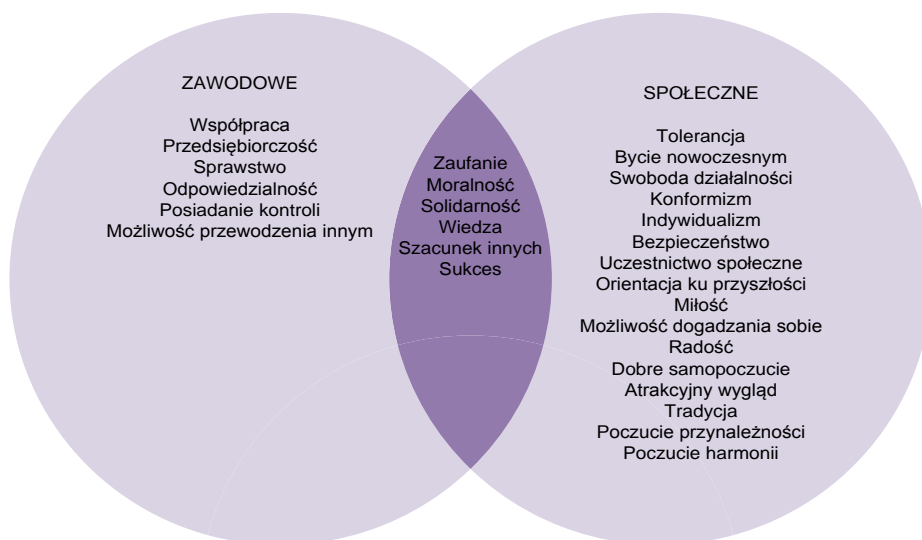 ZAWODOWE
Współpraca
Przedsiębiorczość
Sprawstwo
Odpowiedzialność
Posiadanie kontroli
Możliwość przewodzenia innym
Zaufanie
Moralność
Solidarność
Wiedza
Szacunek innych
Sukces
SPOŁECZNE
Tolerancja
Bycie nowoczesnym
Swoboda działalności
Konformizm
Indywidualizm
Bezpieczeństwo
Uczestnictwo społeczne
Orientacja ku przyszłości
Miłość
Możliwość dogadzania sobie
Radość
Dobre samopoczucie
Atrakcyjny wygląd
Tradycja
Poczucie przynależności
Poczucie harmonii